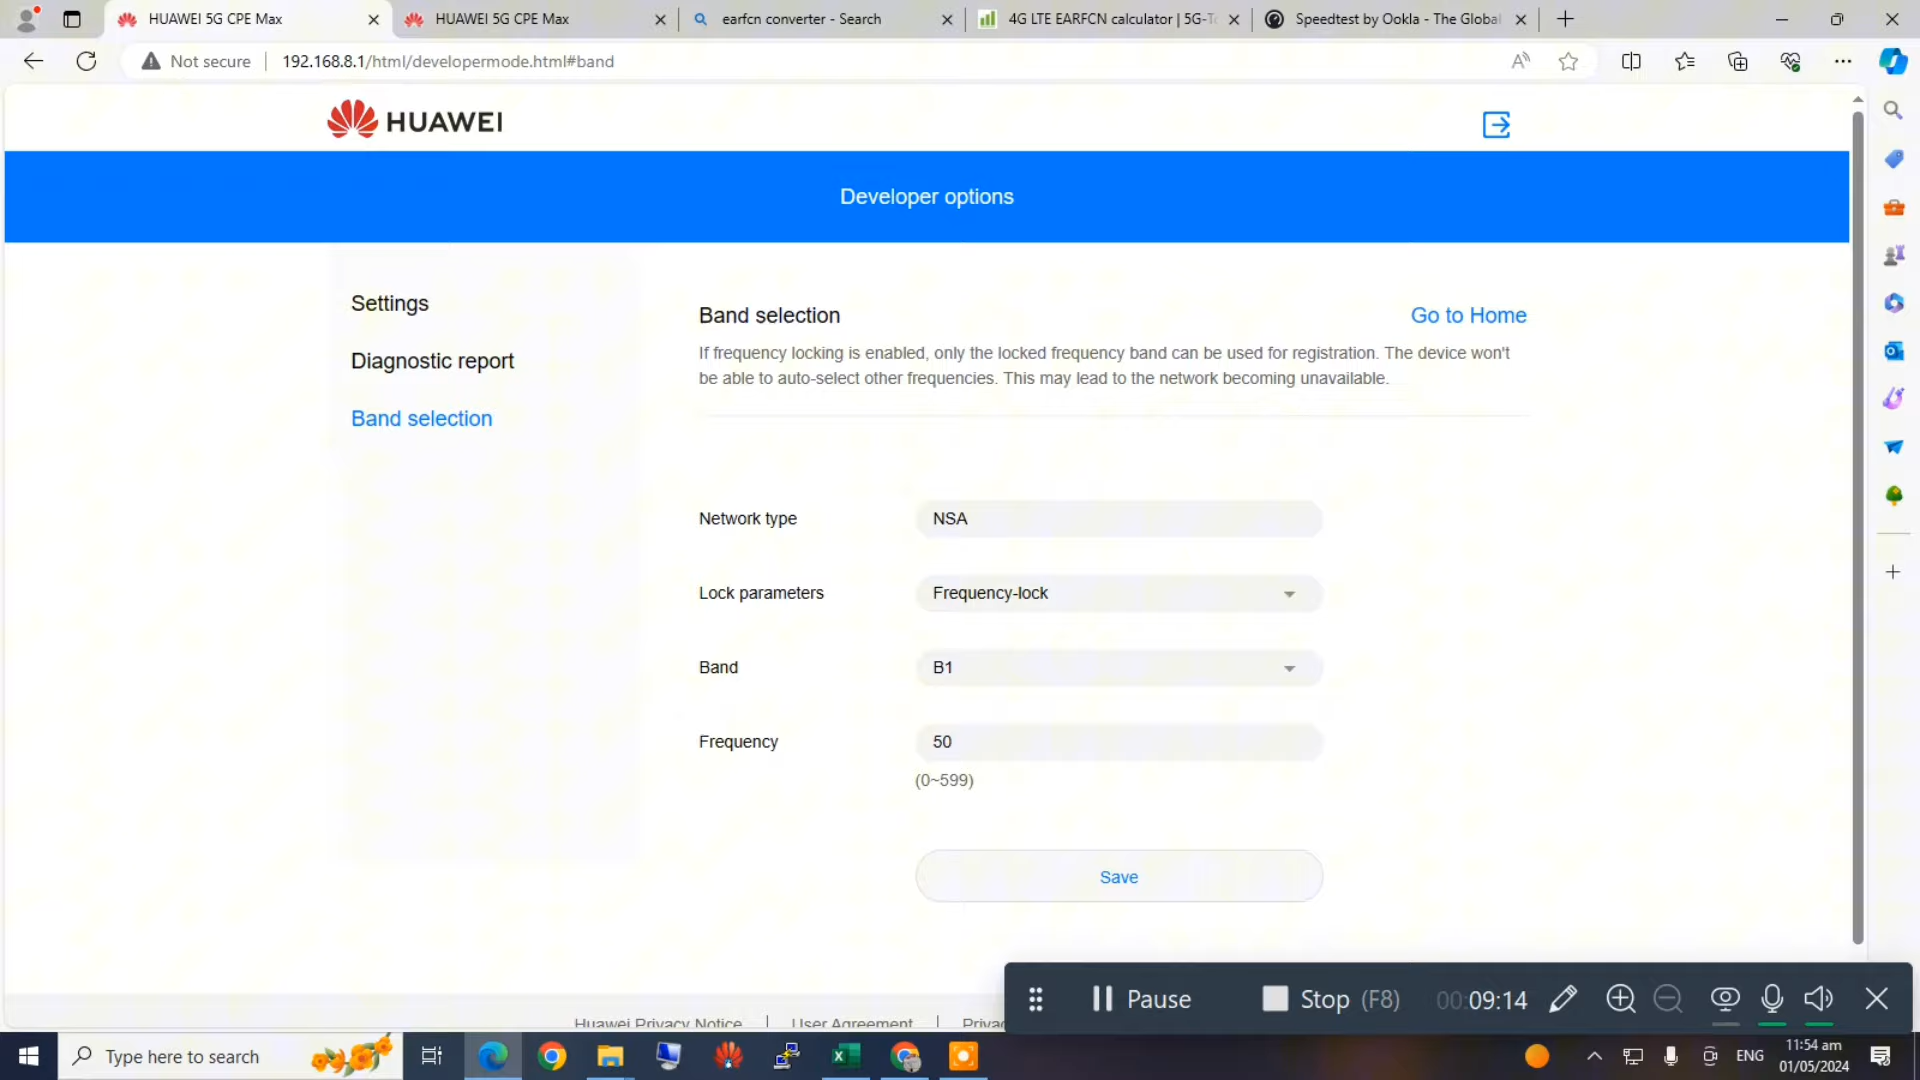 HUAWEI 5G CPE Max
HUAWEI 5G CPE Max
earfcn converter - Search
4G LTE EARFCN calculator | 5G-To
Speedtest by Ookla - The Global
Not secure
192.168.8.1/html/developermode.html#band
HUAWEI
Developer options
Settings
Diagnostic report
Band selection
Band selection
Go to Home
If frequency locking is enabled, only the locked frequency band can be used for registration. The device won't
be able to auto-select other frequencies. This may lead to the network becoming unavailable.
Network type
NSA
Lock parameters
Frequency-lock
Band
B1
Frequency
50
(0~599)
Save
Pause
Stop (F8)
00:09:14
Huawei Privacy Notice
User Agreement
Type here to search
ENG
11:54 am
01/05/2024